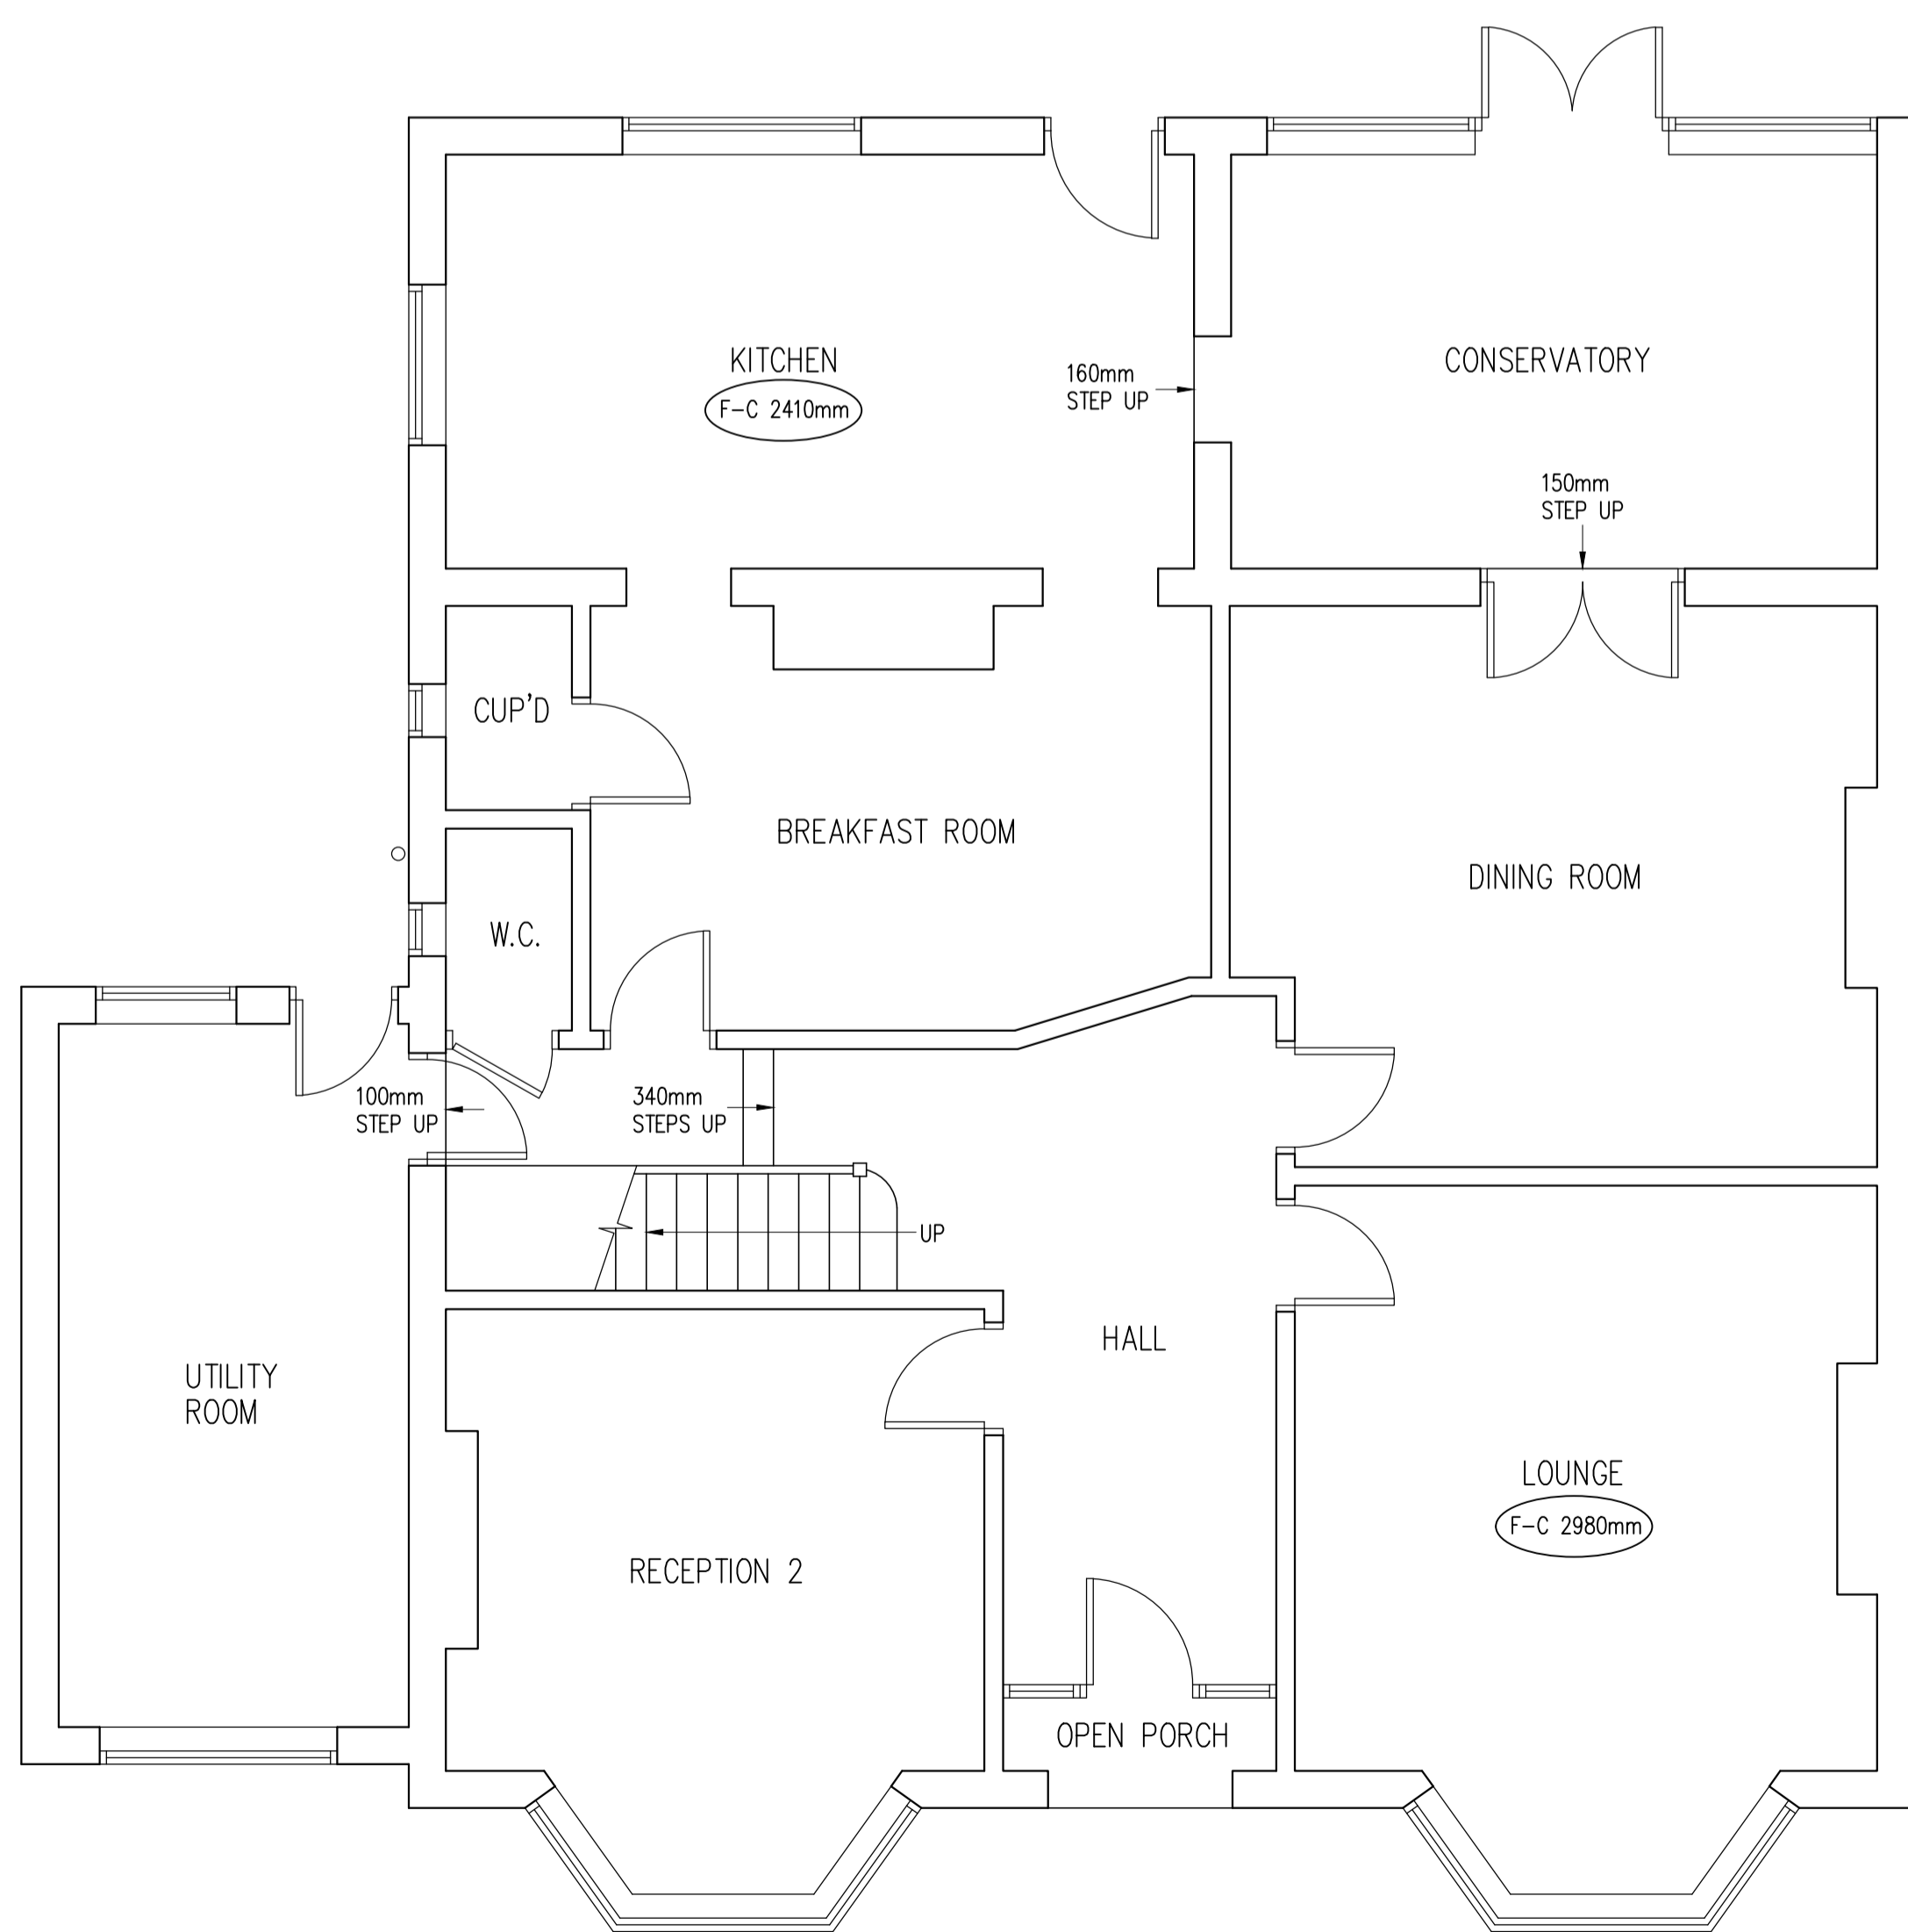 KITCHEN
F-C 2410mm
160mm
STEP UP
CONSERVATORY
150mm
STEP UP
CUP'D
BREAKFAST ROOM
DINING ROOM
W.C.
100mm
STEP UP
340mm
STEPS UP
UP
HALL
UTILITY
ROOM
LOUNGE
F-C 2980mm
RECEPTION 2
OPEN PORCH